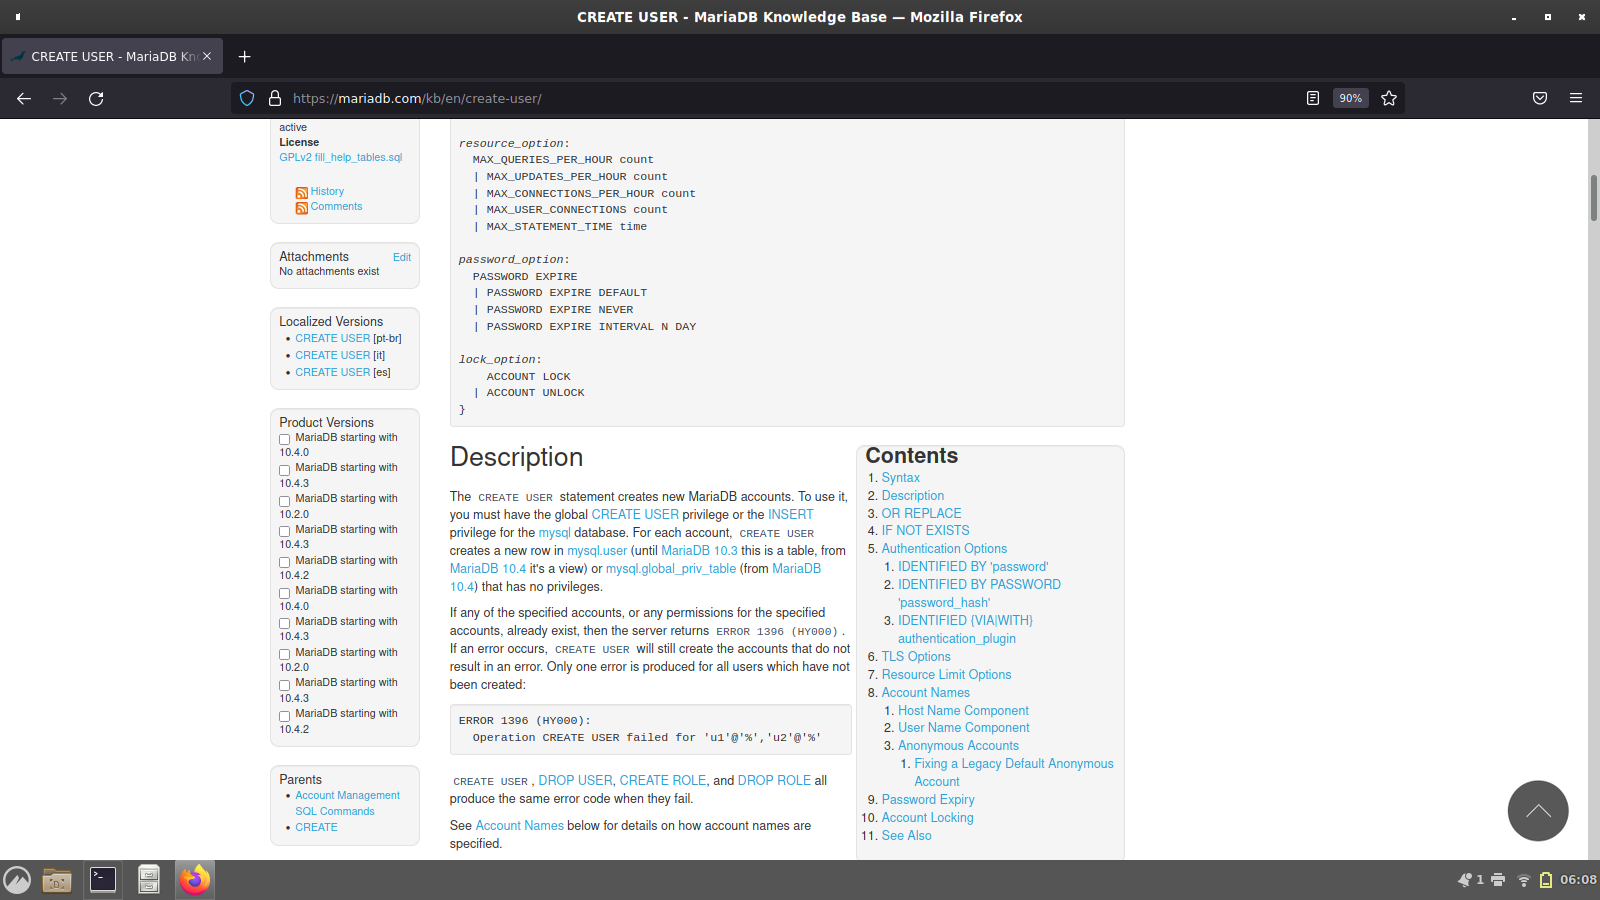 CREATE USER - MariaDB Knowledge Base — Mozilla Firefox
CREATE USER - MariaDB Kn
https://mariadb.com/kb/en/create-user/
90%
active
License
GPLv2 fill_help_tables.sql
History
Comments
Attachments Edit
No attachments exist
Localized Versions
• CREATE USER [pt-br]
• CREATE USER [it]
• CREATE USER [es]
Product Versions
MariaDB starting with
10.4.0
MariaDB starting with
10.4.3
MariaDB starting with
10.2.0
MariaDB starting with
10.4.3
MariaDB starting with
10.4.2
MariaDB starting with
10.4.0
MariaDB starting with
10.4.3
MariaDB starting with
10.2.0
MariaDB starting with
10.4.3
MariaDB starting with
10.4.2
Parents
• Account Management
SQL Commands
• CREATE
resource_option:
MAX_QUERIES_PER_HOUR count
| MAX_UPDATES_PER_HOUR count
| MAX_CONNECTIONS_PER_HOUR count
| MAX_USER_CONNECTIONS count
| MAX_STATEMENT_TIME time
password_option:
PASSWORD EXPIRE
| PASSWORD EXPIRE DEFAULT
| PASSWORD EXPIRE NEVER
| PASSWORD EXPIRE INTERVAL N DAY
lock_option:
ACCOUNT LOCK
| ACCOUNT UNLOCK
}
Description
The CREATE USER statement creates new MariaDB accounts. To use it,
you must have the global CREATE USER privilege or the INSERT
privilege for the mysql database. For each account, CREATE USER
creates a new row in mysql.user (until MariaDB 10.3 this is a table, from
MariaDB 10.4 it's a view) or mysql.global_priv_table (from MariaDB
10.4) that has no privileges.
If any of the specified accounts, or any permissions for the specified
accounts, already exist, then the server returns ERROR 1396 (HY000).
If an error occurs, CREATE USER will still create the accounts that do not
result in an error. Only one error is produced for all users which have not
been created:
ERROR 1396 (HY000):
Operation CREATE USER failed for 'u1'@'%','u2'@'%'
CREATE USER, DROP USER, CREATE ROLE, and DROP ROLE all
produce the same error code when they fail.
See Account Names below for details on how account names are
specified.
Contents
1. Syntax
2. Description
3. OR REPLACE
4. IF NOT EXISTS
5. Authentication Options
1. IDENTIFIED BY 'password'
2. IDENTIFIED BY PASSWORD
'password_hash'
3. IDENTIFIED {VIA|WITH}
authentication_plugin
6. TLS Options
7. Resource Limit Options
8. Account Names
1. Host Name Component
2. User Name Component
3. Anonymous Accounts
1. Fixing a Legacy Default Anonymous
Account
9. Password Expiry
10. Account Locking
11. See Also
1
06:08